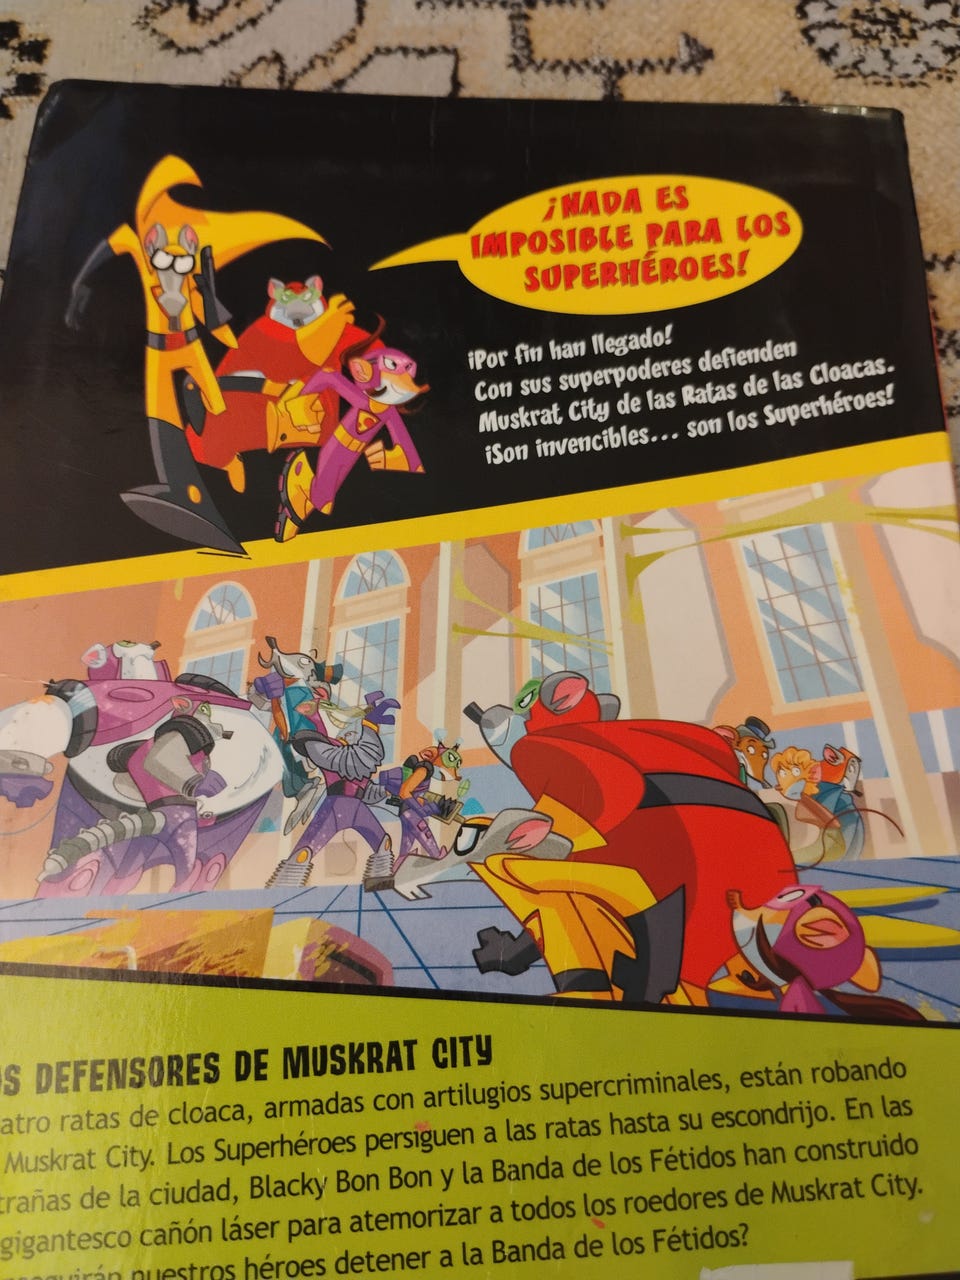 ¡NADA ES
IMPOSIBLE PARA LOS
SUPERHÉROES!
¡Por fin han llegado!
Con sus superpoderes defienden
Muskrat City de las Ratas de las Cloacas.
¡Son invencibles... son los Superhéroes!
DEFENSORES DE MUSKRAT CITY
ratas de cloaca, armadas con artilugios supercriminales, están robando
Muskrat City. Los Superhéroes persiguen a las ratas hasta su escondrijo. En las
de la ciudad, Blacky Bon Bon y la Banda de los Fétidos han construido
gigantesco cañón láser para atemorizar a todos los roedores de Muskrat City.
nuestros héroes detener a la Banda de los Fétidos?